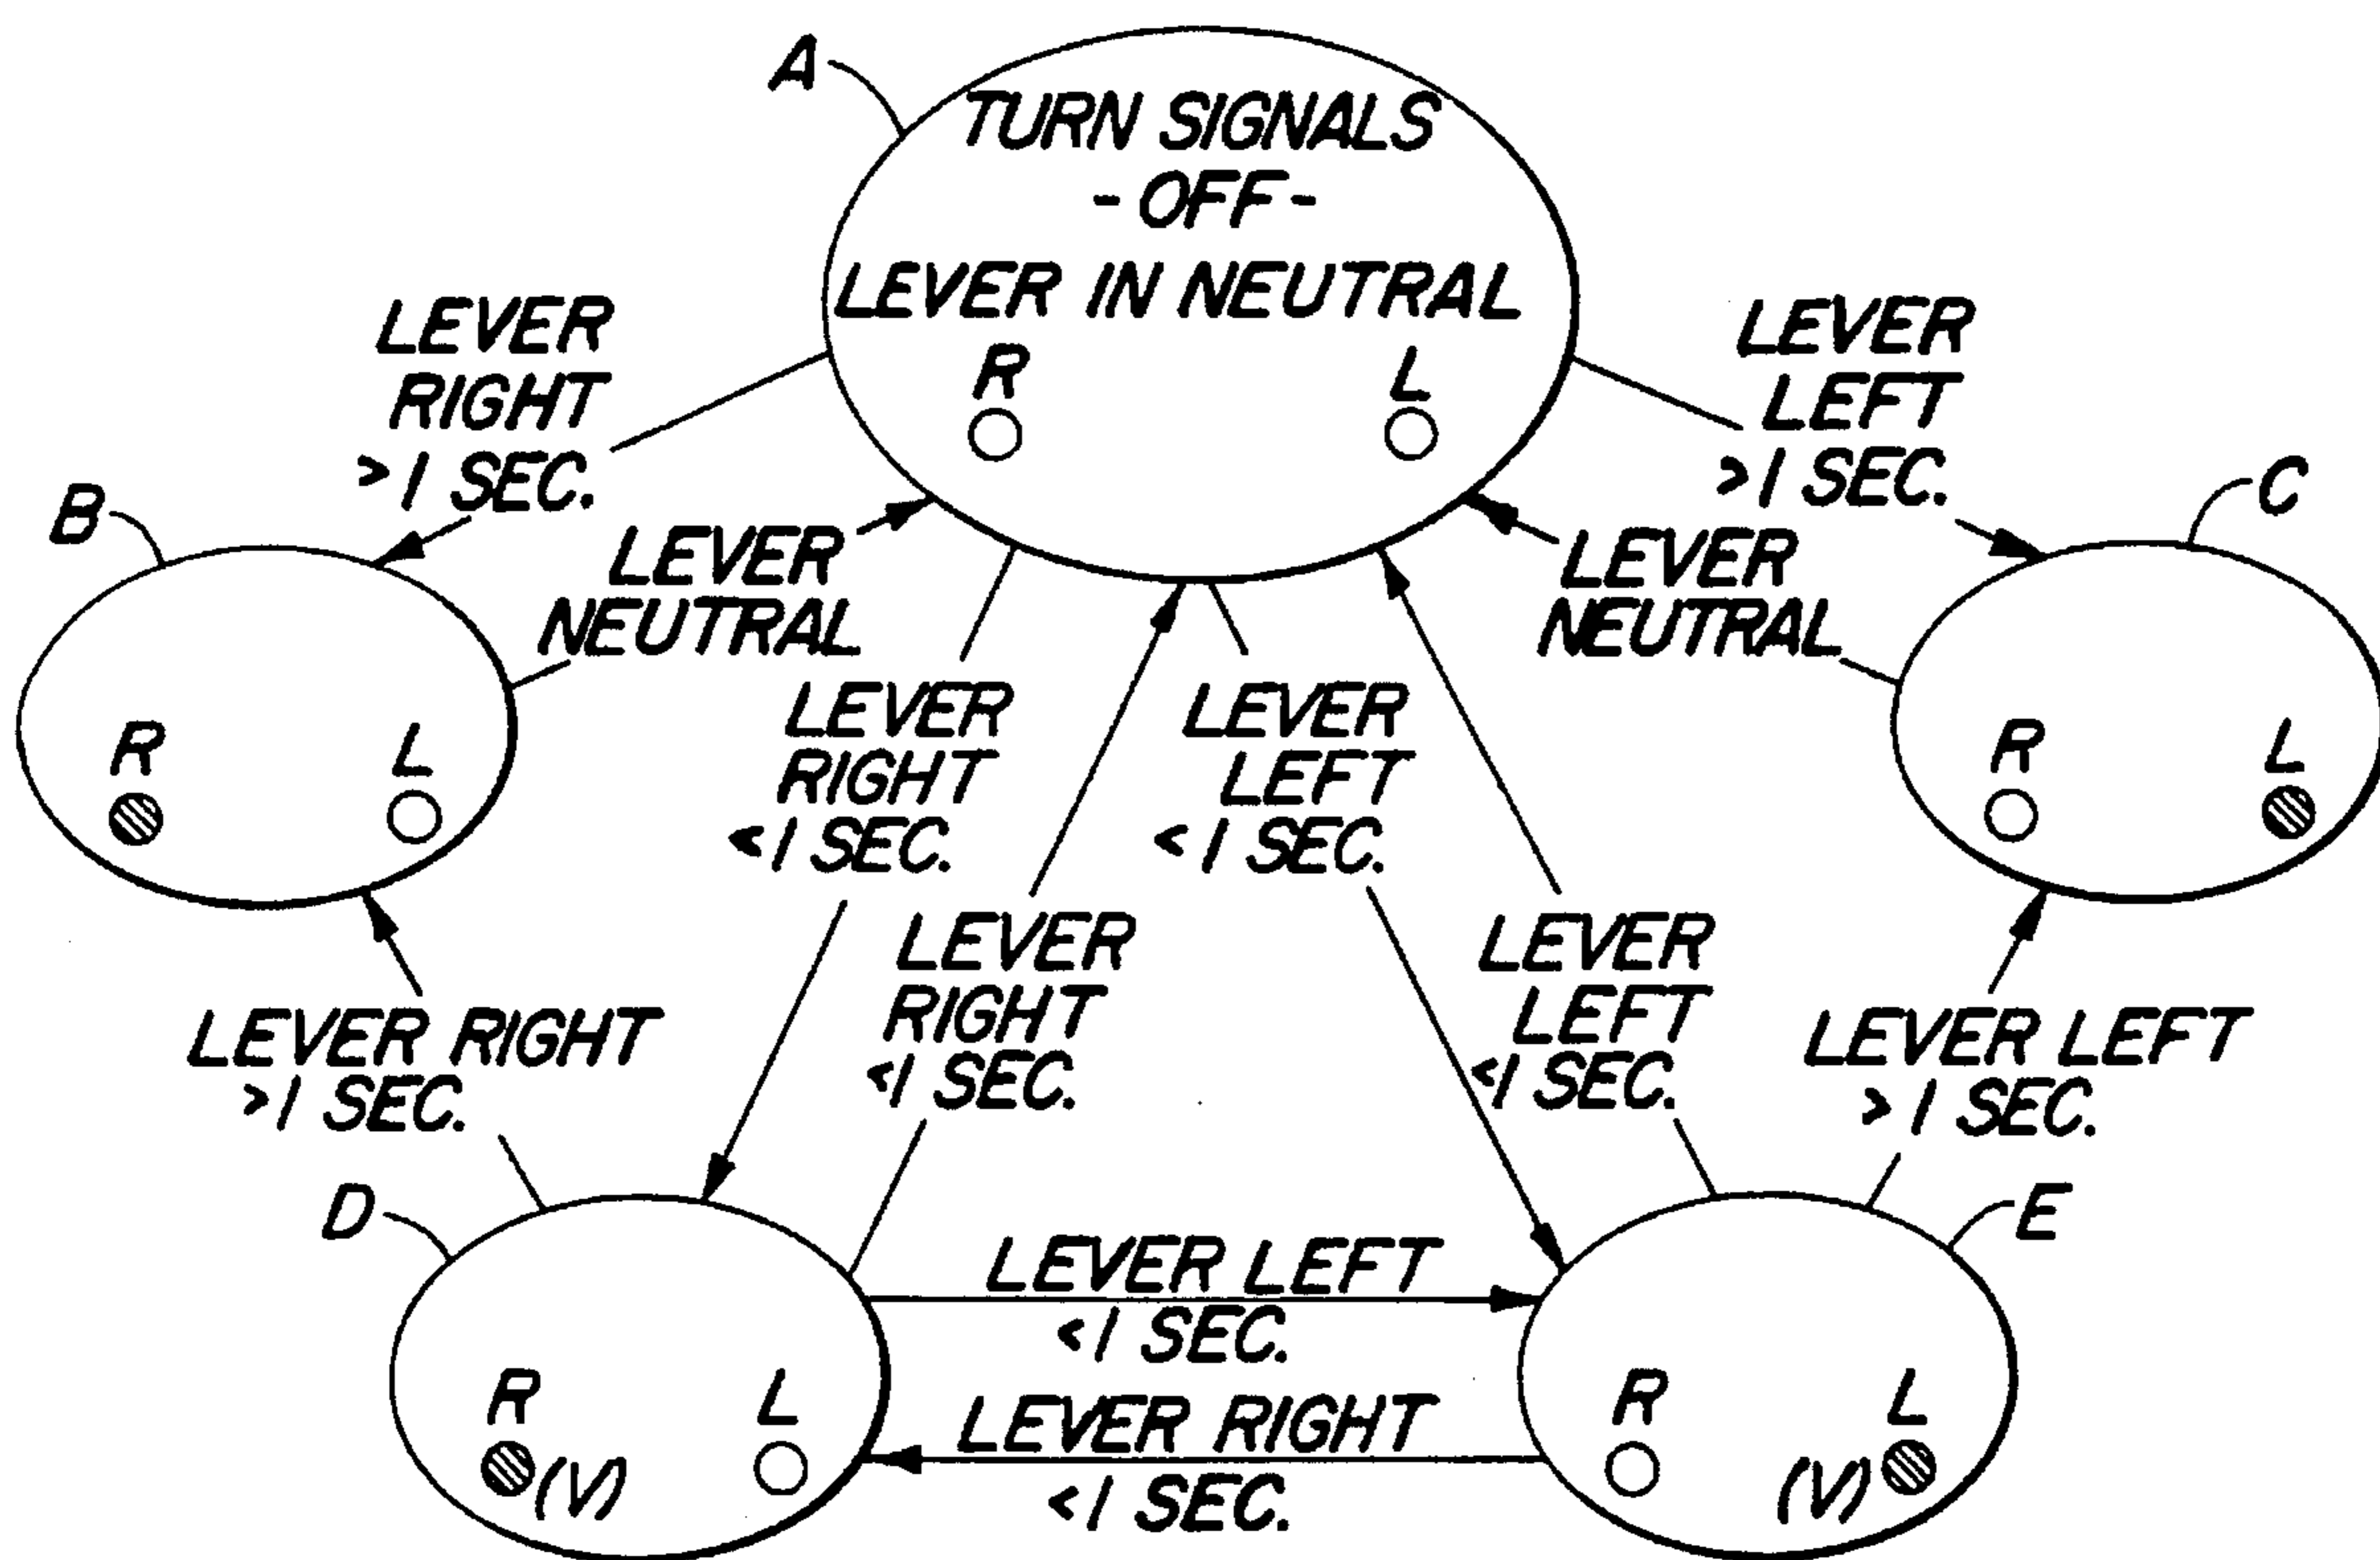 A
TURN SIGNALS
-OFF-
LEVER IN NEUTRAL
R L
LEVER
RIGHT
>1 SEC.
LEVER
LEFT
>1 SEC.
B
C
LEVER
NEUTRAL
LEVER
NEUTRAL
R L
R L
LEVER
RIGHT
<1 SEC.
LEVER
LEFT
<1 SEC.
LEVER
RIGHT
<1 SEC.
LEVER
LEFT
<1 SEC.
LEVER RIGHT
>1 SEC.
LEVER LEFT
>1 SEC.
D
E
LEVER LEFT
<1 SEC.
R L
(V)
LEVER RIGHT
<1 SEC.
R L
(V)